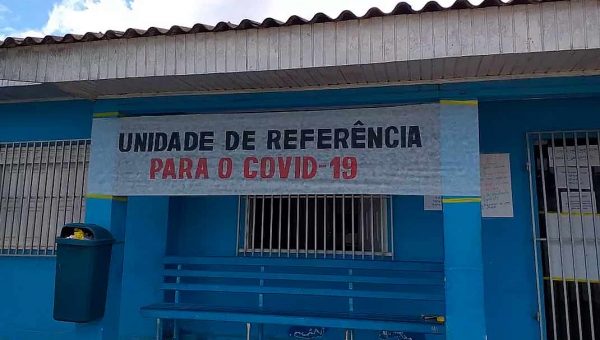 UNIDADE DE REFERÊNCIA
PARA O COVID-19